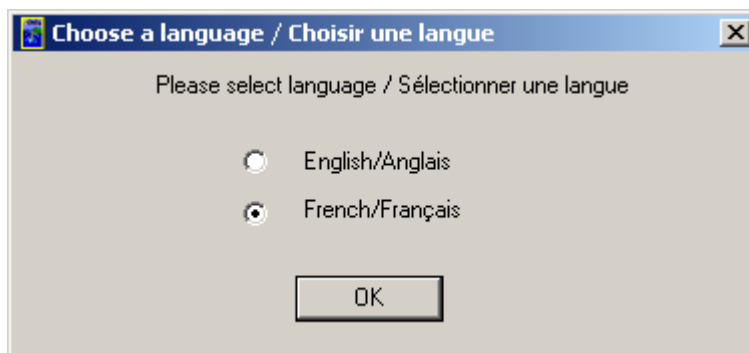 Choose a language / Choisir une langue
Please select language / Sélectionner une langue
English/Anglais
French/Français
OK